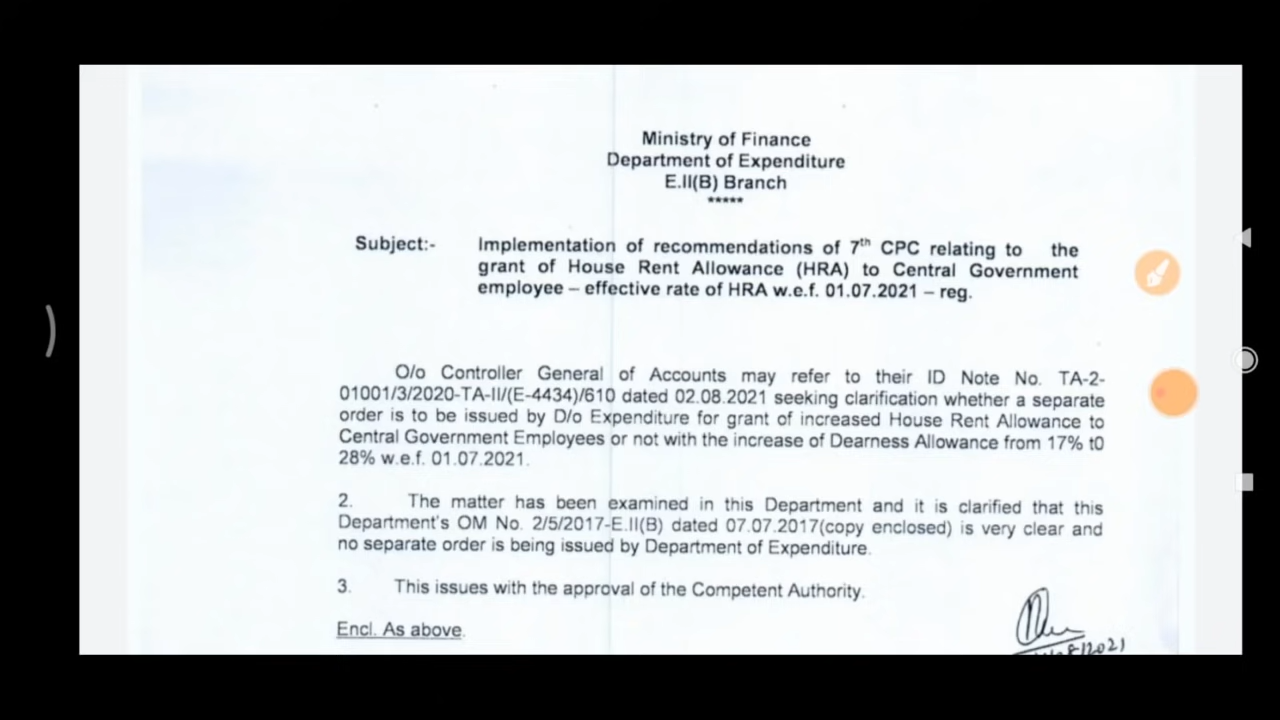 Ministry of Finance
Department of Expenditure
E.II(B) Branch
*****
Subject:- Implementation of recommendations of 7th CPC relating to the
grant of House Rent Allowance (HRA) to Central Government
employee – effective rate of HRA w.e.f. 01.07.2021 – reg.
O/o Controller General of Accounts may refer to their ID Note No. TA-2-
01001/3/2020-TA-II/(E-4434)/610 dated 02.08.2021 seeking clarification whether a separate
order is to be issued by D/o Expenditure for grant of increased House Rent Allowance to
Central Government Employees or not with the increase of Dearness Allowance from 17% t0
28% w.e.f. 01.07.2021.
2. The matter has been examined in this Department and it is clarified that this
Department's OM No. 2/5/2017-E.II(B) dated 07.07.2017(copy enclosed) is very clear and
no separate order is being issued by Department of Expenditure.
3. This issues with the approval of the Competent Authority.
Encl. As above.